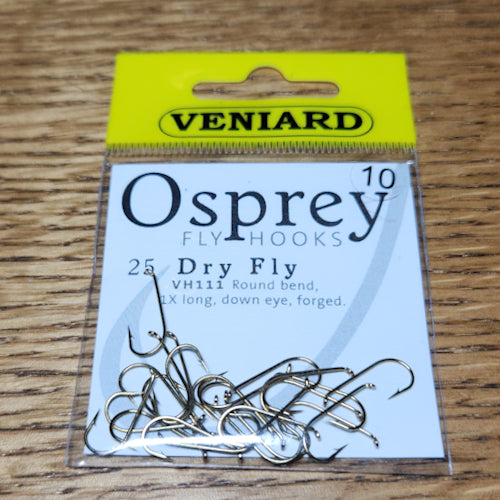 VENIARD
10
Osprey
FLY HOOKS
25 Dry Fly
VH111 Round bend,
1X long, down eye, forged.